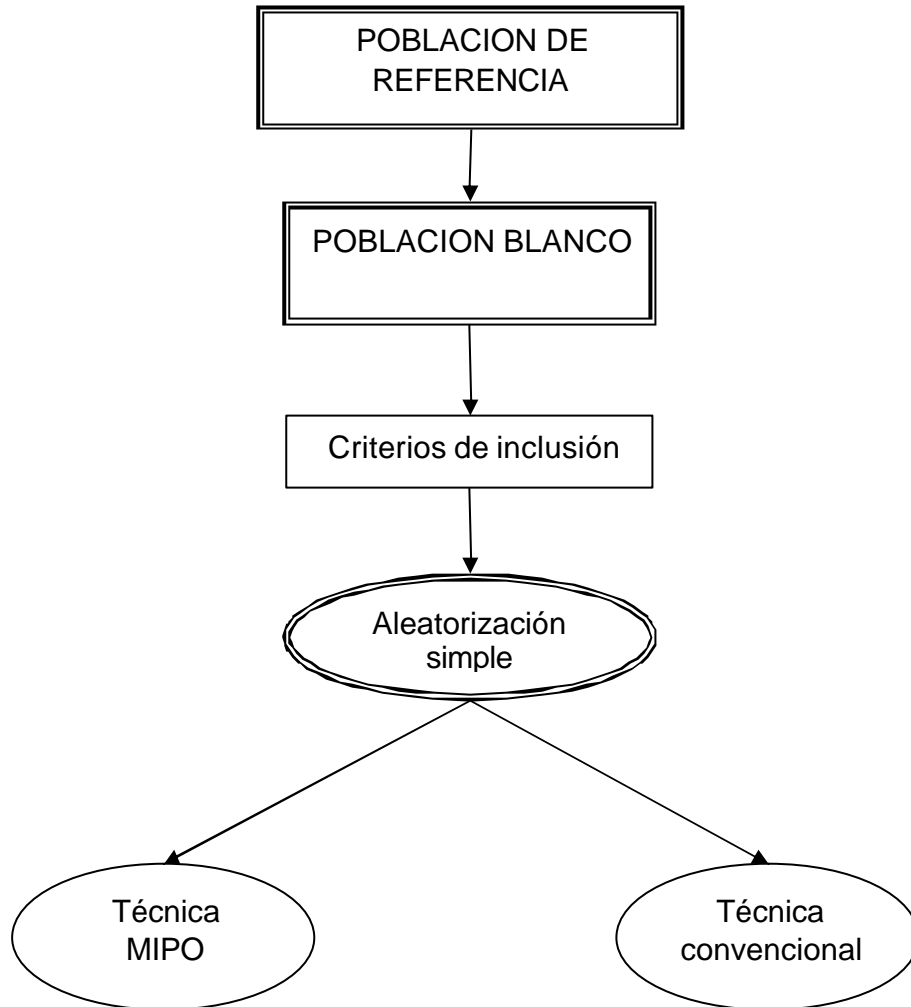 POBLACION DE
REFERENCIA
POBLACION BLANCO
Criterios de inclusión
Aleatorización
simple
Técnica
MIPO
Técnica
convencional